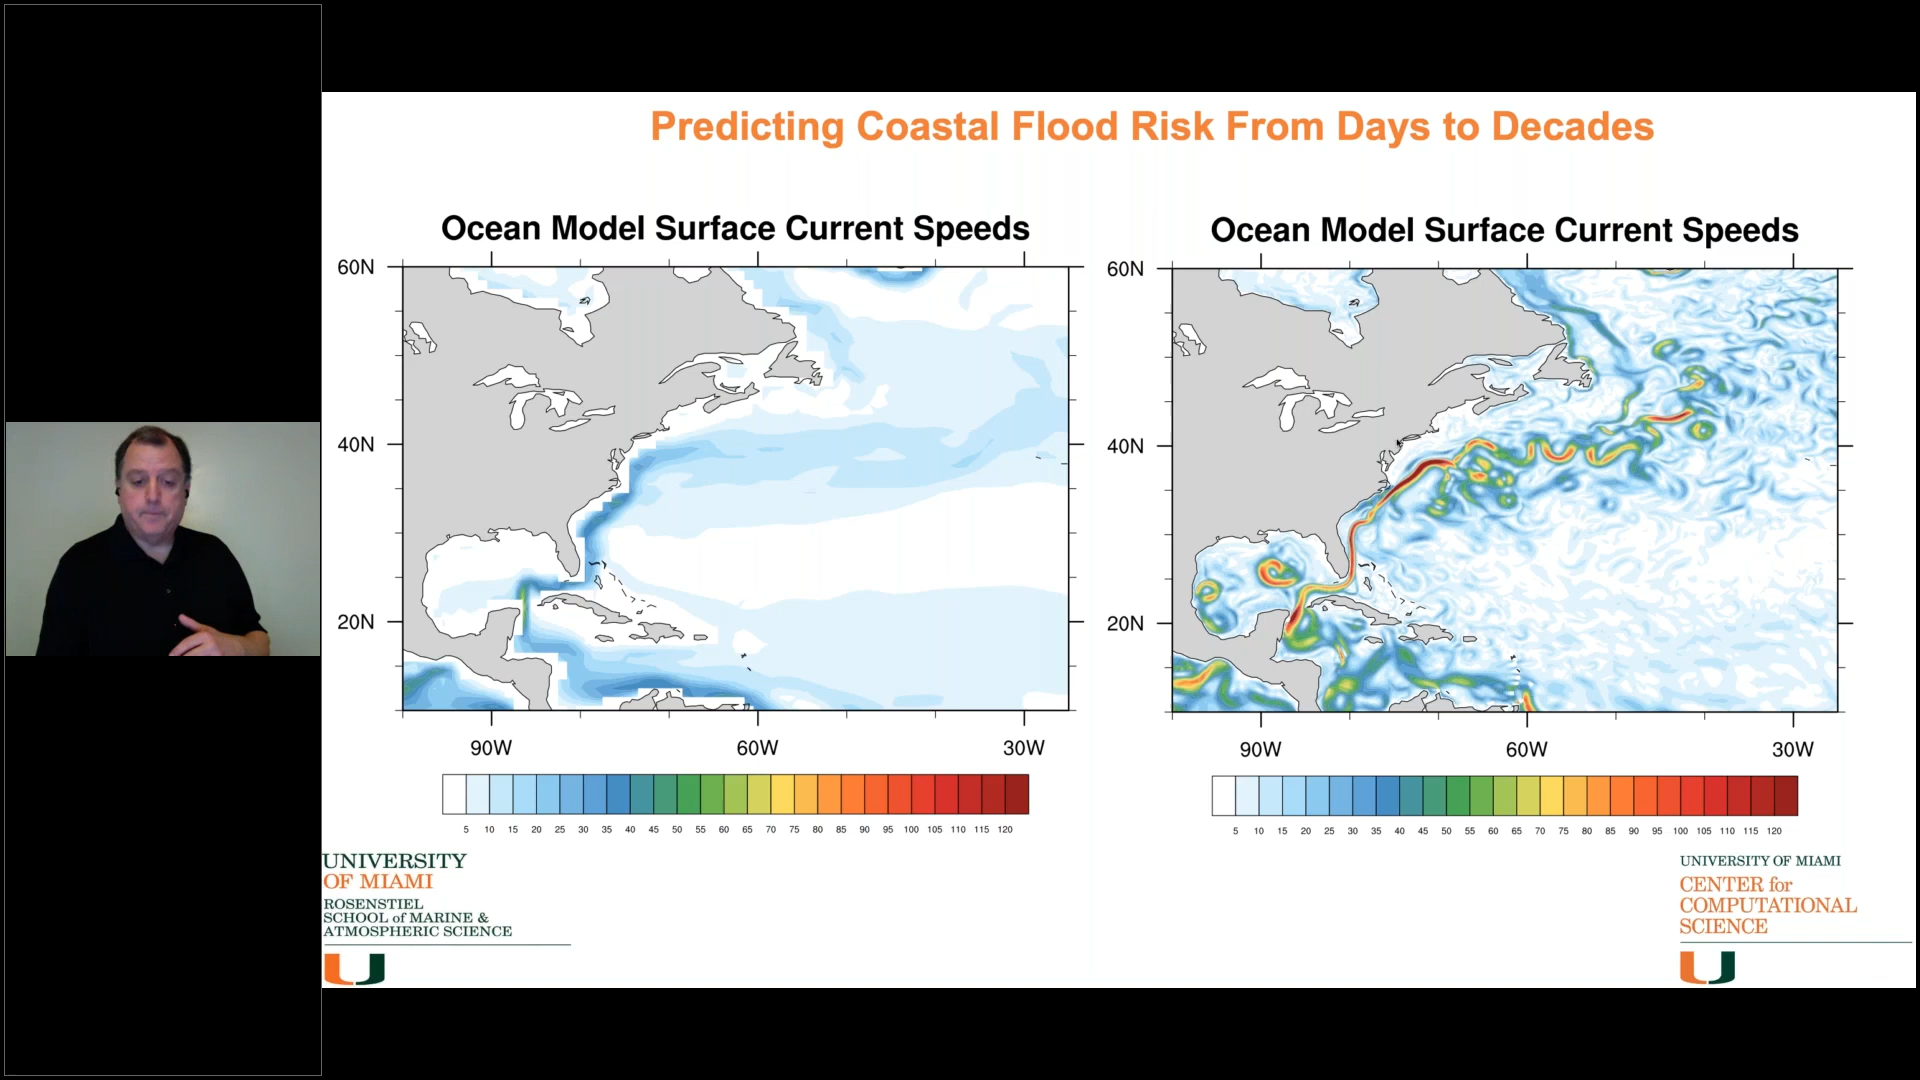 Predicting Coastal Flood Risk From Days to Decades
Ocean Model Surface Current Speeds
60N
40N
20N
90W 60W 30W
5 10 15 20 25 30 35 40 45 50 55 60 65 70 75 80 85 90 95 100 105 110 115 120
Ocean Model Surface Current Speeds
60N
40N
20N
90W 60W 30W
5 10 15 20 25 30 35 40 45 50 55 60 65 70 75 80 85 90 95 100 105 110 115 120
UNIVERSITY
OF MIAMI
ROSENSTIEL
SCHOOL of MARINE &
ATMOSPHERIC SCIENCE
UNIVERSITY OF MIAMI
CENTER for
COMPUTATIONAL
SCIENCE